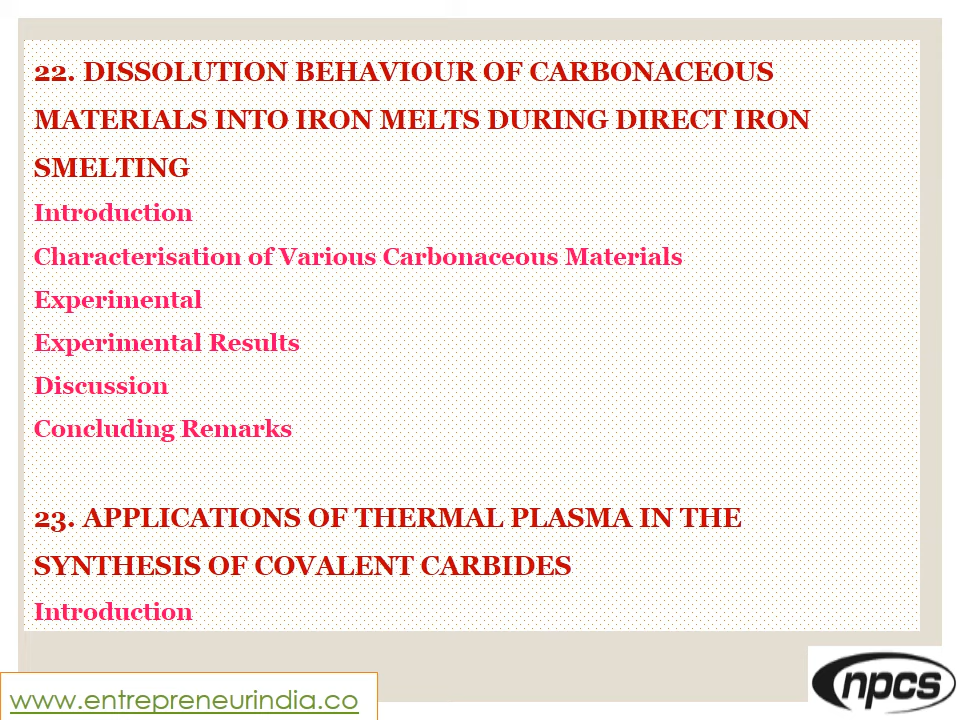 22. DISSOLUTION BEHAVIOUR OF CARBONACEOUS
MATERIALS INTO IRON MELTS DURING DIRECT IRON
SMELTING
Introduction
Characterisation of Various Carbonaceous Materials
Experimental
Experimental Results
Discussion
Concluding Remarks
23. APPLICATIONS OF THERMAL PLASMA IN THE
SYNTHESIS OF COVALENT CARBIDES
Introduction
www.entrepreneurindia.co
npcs